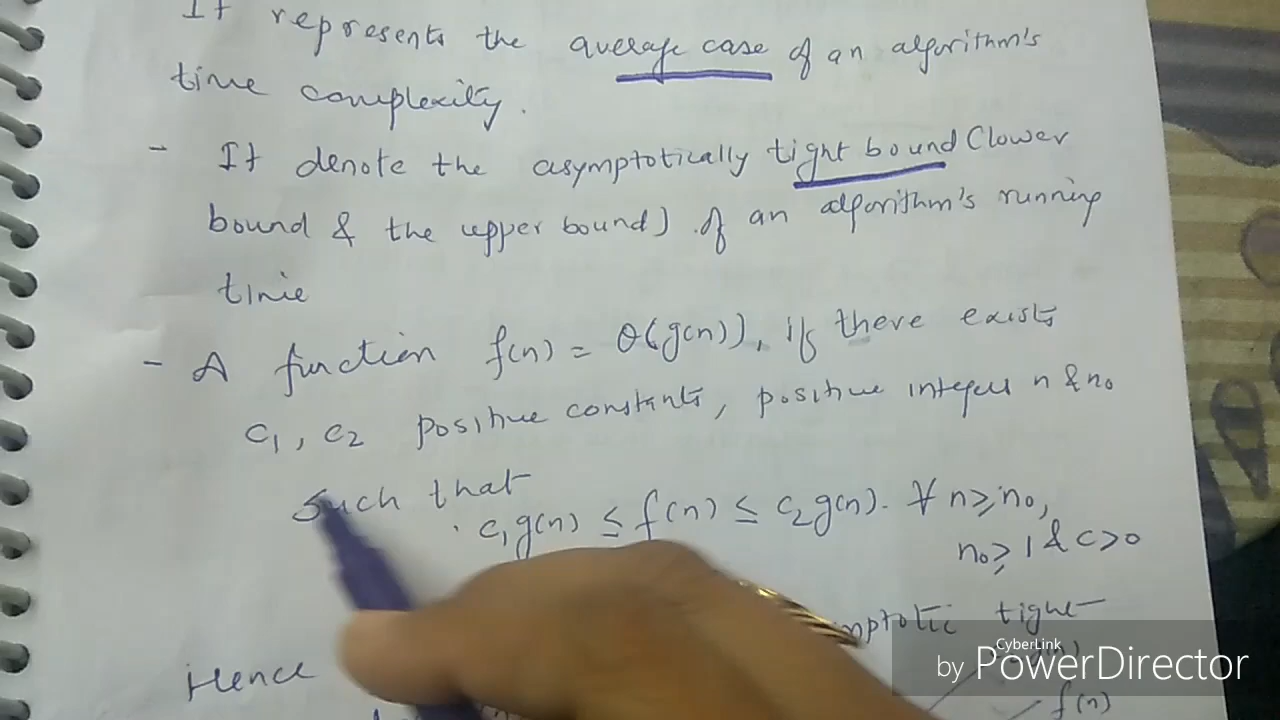 It represents the average case of an algorithm's
time complexity.
- It denote the asymptotically tight bound (lower
bound & the upper bound) of an algorithm's running
time
- A function f(n) = θ(g(n)), if there exists
c₁, c₂ positive constants, positive integers n & n₀
such that
c₁g(n) ≤ f(n) ≤ c₂g(n). ∀ n ≥ n₀,
n₀ ≥ 1 & c > 0
tight
Hence
f(n)
CyberLink
by PowerDirector